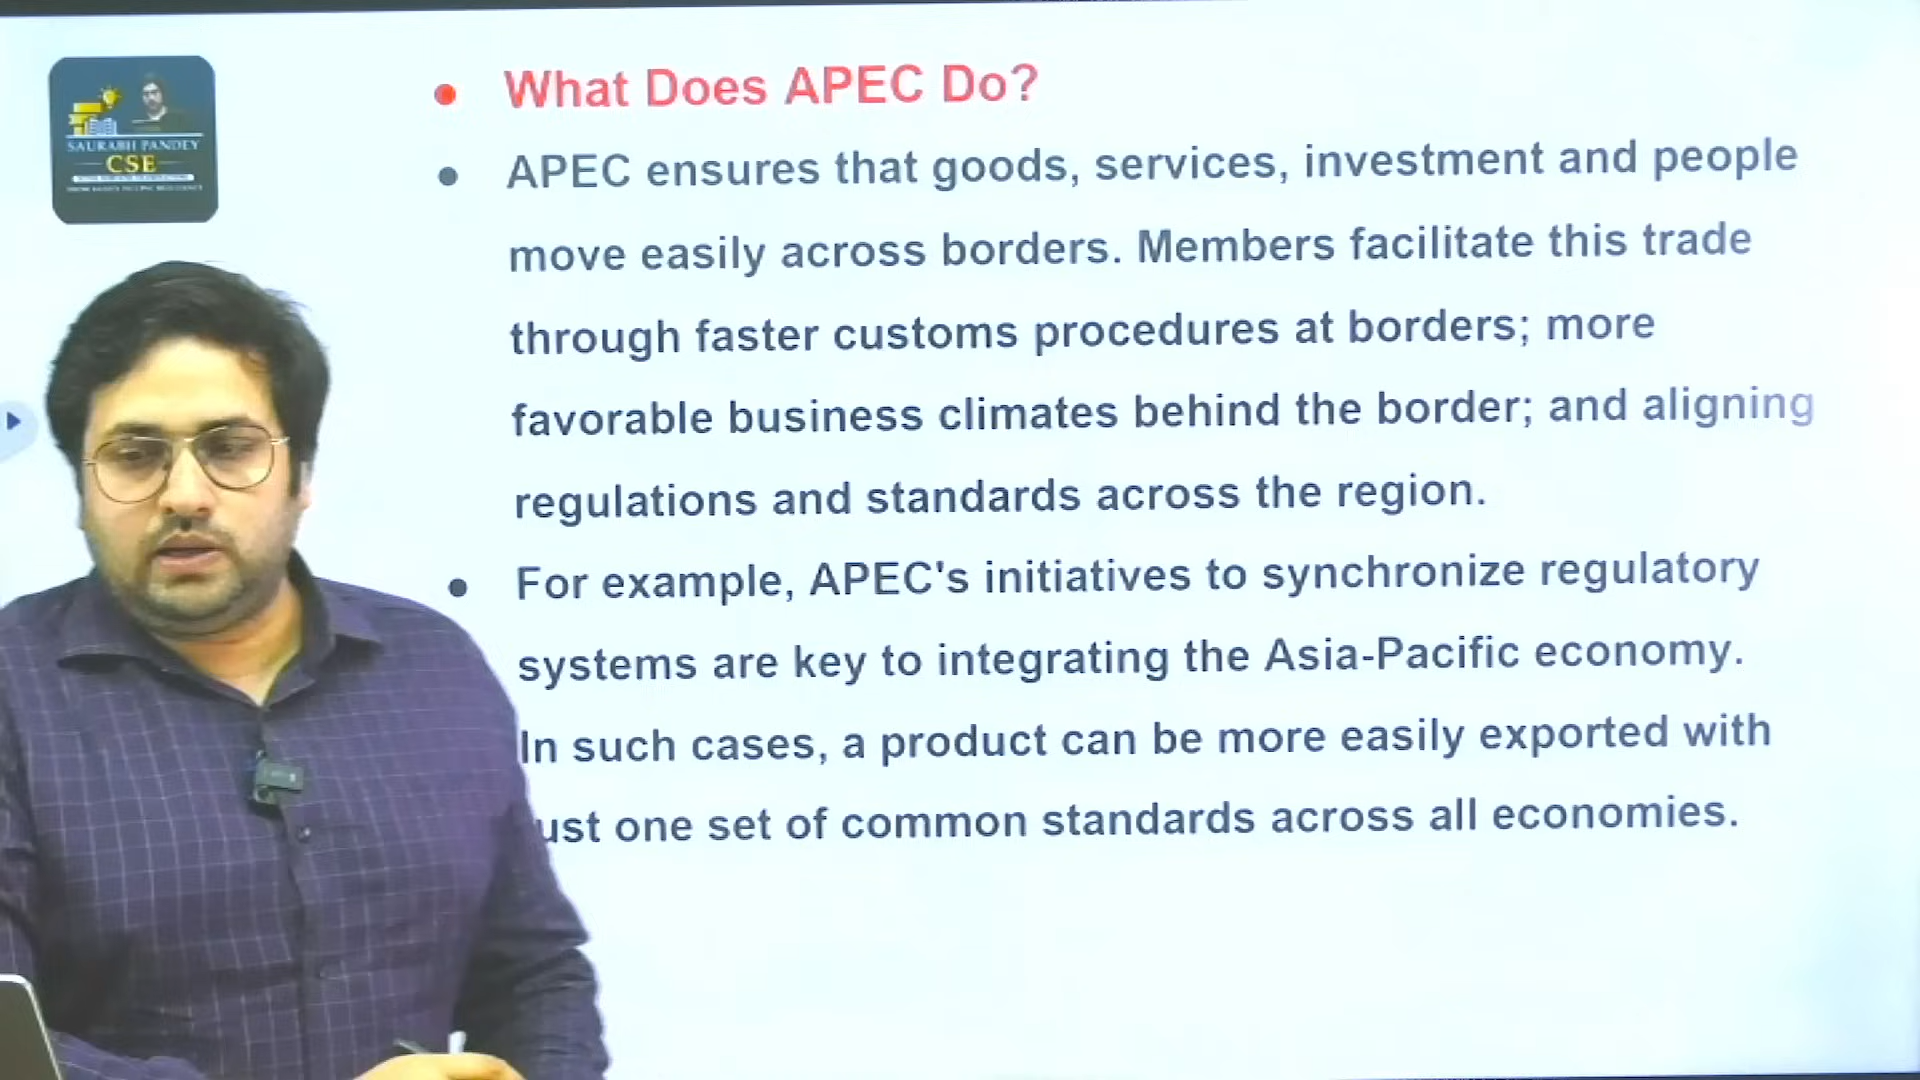 SAURABH PANDEY
CSE
What Does APEC Do?
APEC ensures that goods, services, investment and people
move easily across borders. Members facilitate this trade
through faster customs procedures at borders; more
favorable business climates behind the border; and aligning
regulations and standards across the region.
For example, APEC's initiatives to synchronize regulatory
systems are key to integrating the Asia-Pacific economy.
In such cases, a product can be more easily exported with
ust one set of common standards across all economies.